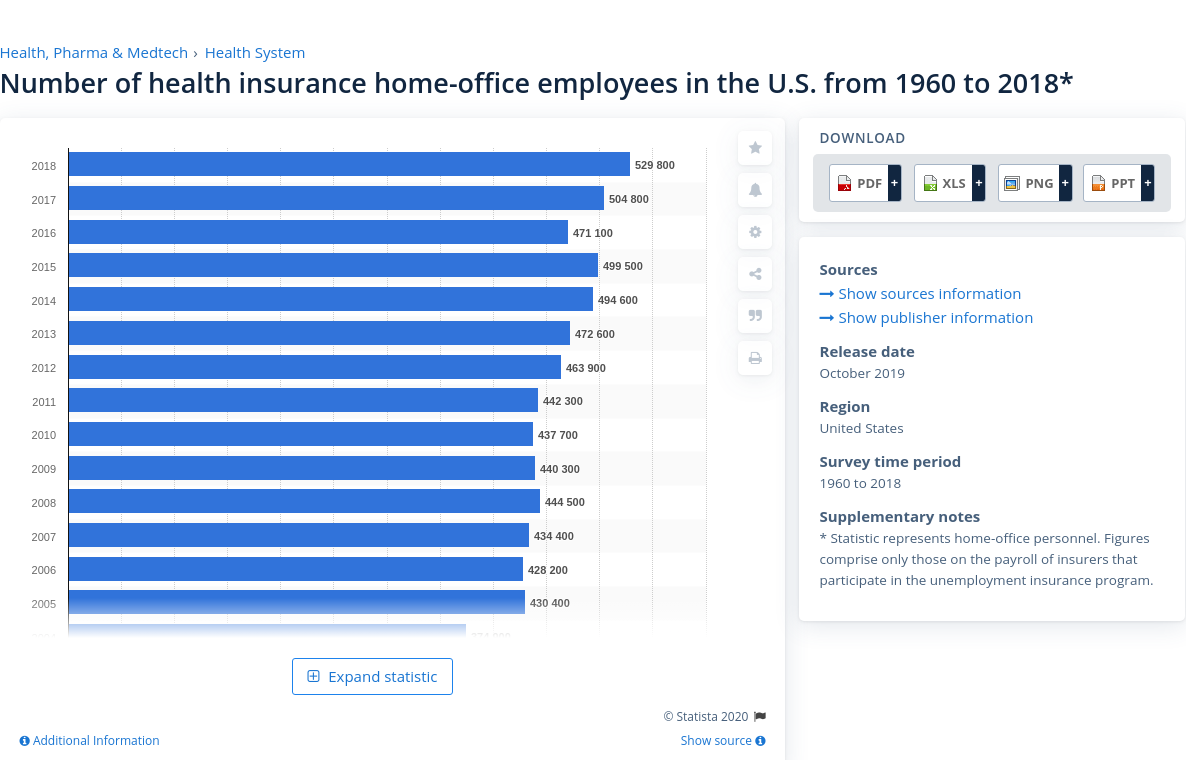 Health, Pharma & Medtech › Health System
Number of health insurance home-office employees in the U.S. from 1960 to 2018*
2018 529 800
2017 504 800
2016 471 100
2015 499 500
2014 494 600
2013 472 600
2012 463 900
2011 442 300
2010 437 700
2009 440 300
2008 444 500
2007 434 400
2006 428 200
2005 430 400
Expand statistic
© Statista 2020
Additional Information
Show source
DOWNLOAD
PDF + XLS + PNG + PPT +
Sources
Show sources information
Show publisher information
Release date
October 2019
Region
United States
Survey time period
1960 to 2018
Supplementary notes
* Statistic represents home-office personnel. Figures
comprise only those on the payroll of insurers that
participate in the unemployment insurance program.